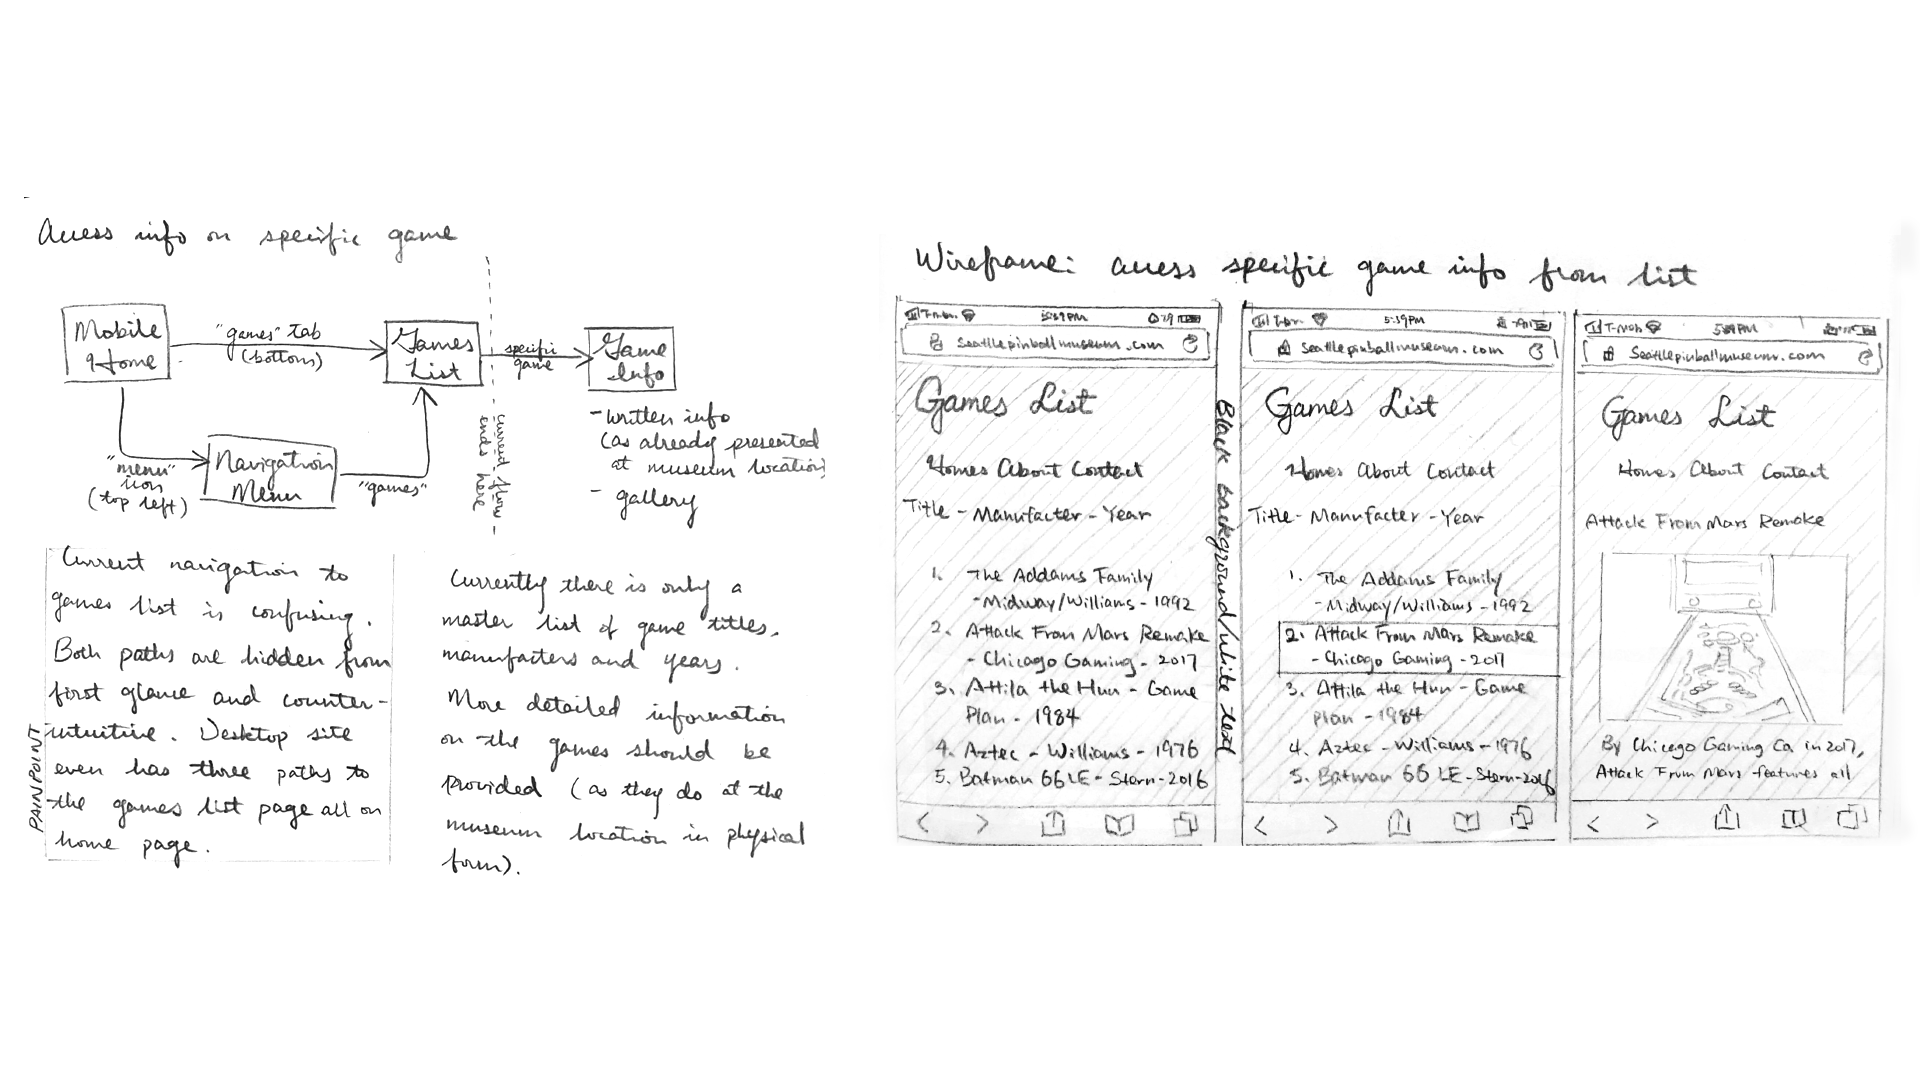 Access info on specific game
Mobile
Home
"games" tab
(bottom)
Games
List
specific
game
Game
Info
"menu"
icon
(top left)
Navigation
Menu
"games"
current flow
ends here
- written info
(as already presented
at museum location)
- gallery
PAINPOINT
Current navigation to
games list is confusing.
Both paths are hidden from
first glance and counter-
intuitive. Desktop site
even has three paths to
the games list page all on
home page.
Currently there is only a
master list of game titles,
manufacters and years.
More detailed information
on the games should be
provided (as they do at the
museum location in physical
form).
Wireframe: access specific game info from list
5:39PM
seattlepinballmuseum.com
Games List
Homes About Contact
Title - Manufacter - Year
1. The Addams Family
- Midway/Williams - 1992
2. Attack From Mars Remake
- Chicago Gaming - 2017
3. Attila the Hun - Game
Plan - 1984
4. Aztec - Williams - 1976
5. Batman 66 LE - Stern - 2016
Black background/white text
5:39PM
seattlepinballmuseum.com
Games List
Homes About Contact
Title - Manufacter - Year
1. The Addams Family
- Midway/Williams - 1992
2. Attack From Mars Remake
- Chicago Gaming - 2017
3. Attila the Hun - Game
plan - 1984
4. Aztec - Williams - 1976
5. Batman 66 LE - Stern - 2016
T-Mob 5:39PM
seattlepinballmuseum.com
Games List
Homes About Contact
Attack From Mars Remake
By Chicago Gaming Co in 2017,
Attack From Mars features all